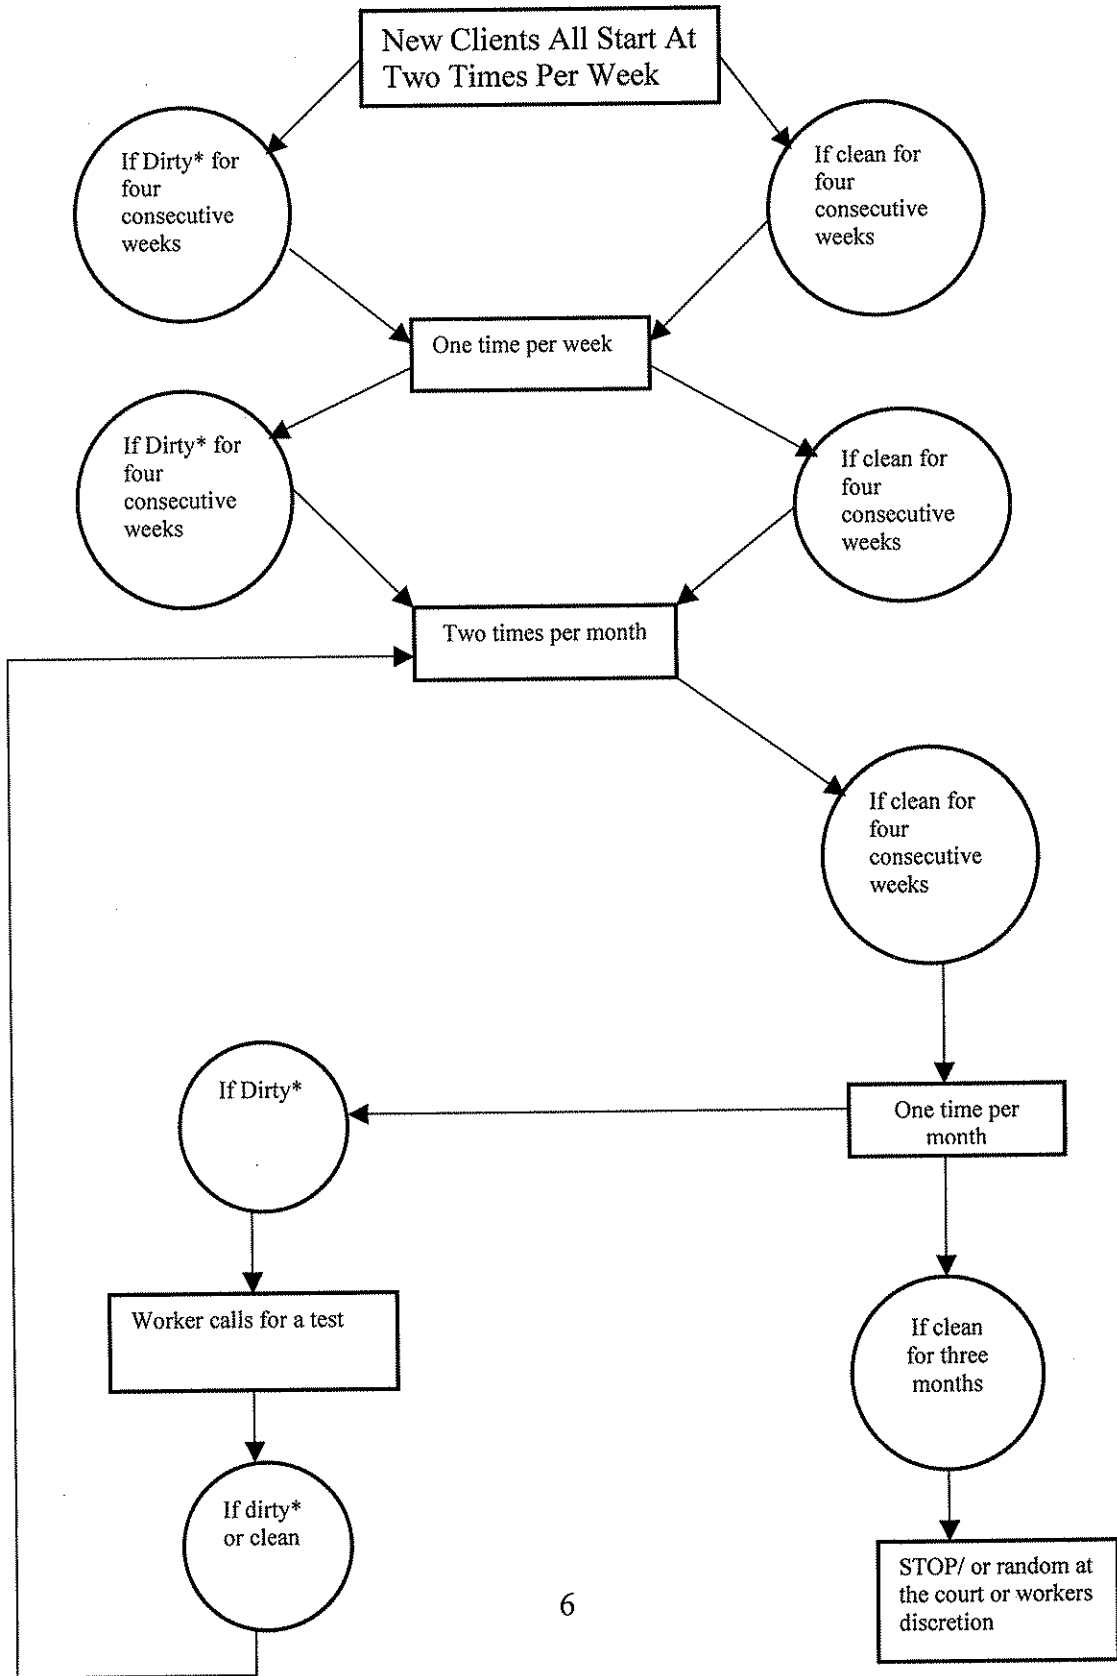 New Clients All Start At
Two Times Per Week
If Dirty* for
four
consecutive
weeks
If clean for
four
consecutive
weeks
One time per week
If Dirty* for
four
consecutive
weeks
If clean for
four
consecutive
weeks
Two times per month
If clean for
four
consecutive
weeks
If Dirty*
One time per
month
Worker calls for a test
If clean
for three
months
If dirty*
or clean
STOP/ or random at
the court or workers
discretion
6